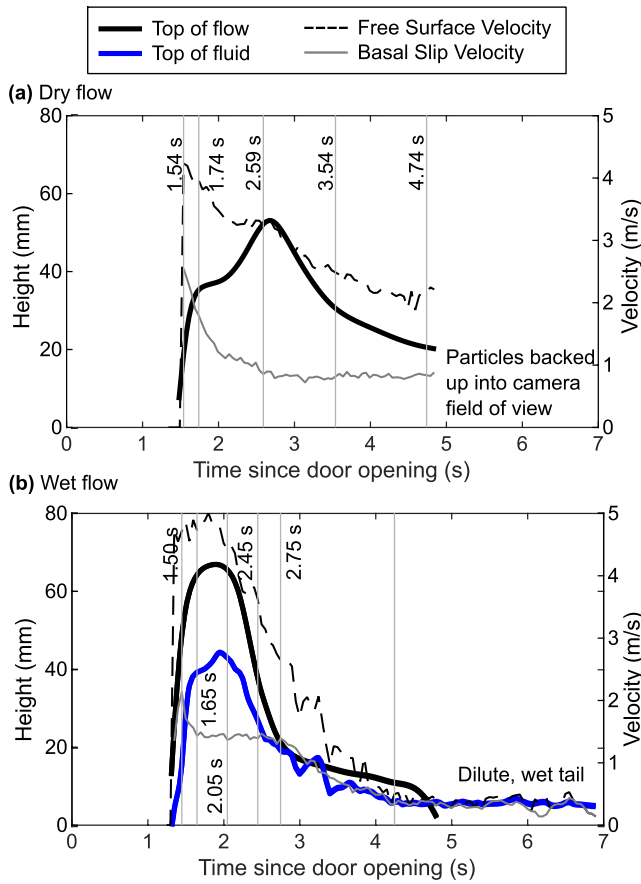 Top of flow
Free Surface Velocity
Top of fluid
Basal Slip Velocity
(a) Dry flow
80
60
40
20
0
Height (mm)
1.54 s
1.74 s
2.59 s
3.54 s
4.74 s
5
4
3
2
1
0
Velocity (m/s)
Particles backed
up into camera
field of view
0 1 2 3 4 5 6 7
Time since door opening (s)
(b) Wet flow
80
60
40
20
0
Height (mm)
1.50 s
1.65 s
2.05 s
2.45 s
2.75 s
5
4
3
2
1
0
Velocity (m/s)
Dilute, wet tail
0 1 2 3 4 5 6 7
Time since door opening (s)